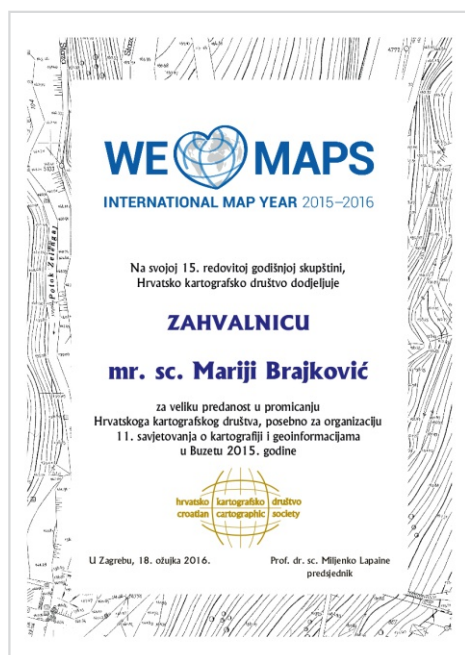 WE MAPS
INTERNATIONAL MAP YEAR 2015–2016
Na svojoj 15. redovitoj godišnjoj skupštini,
Hrvatsko kartografsko društvo dodjeljuje
ZAHVALNICU
mr. sc. Mariji Brajković
za veliku predanost u promicanju
Hrvatskoga kartografskog društva, posebno za organizaciju
11. savjetovanja o kartografiji i geoinformacijama
u Buzetu 2015. godine
hrvatsko kartografsko društvo
croatian cartographic society
U Zagrebu, 18. ožujka 2016.
Prof. dr. sc. Miljenko Lapaine
predsjednik
Potok